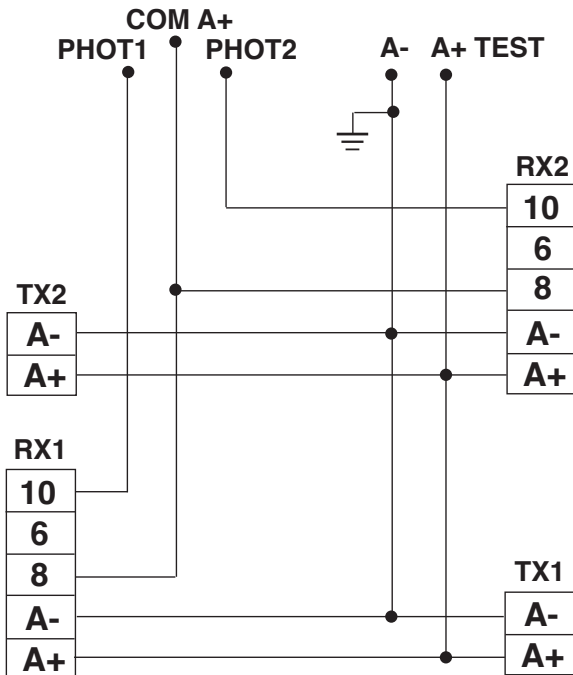 COM A+
PHOT1
PHOT2
A-
A+ TEST
RX2
10
6
8
A-
A+
TX2
A-
A+
RX1
10
6
8
A-
A+
TX1
A-
A+